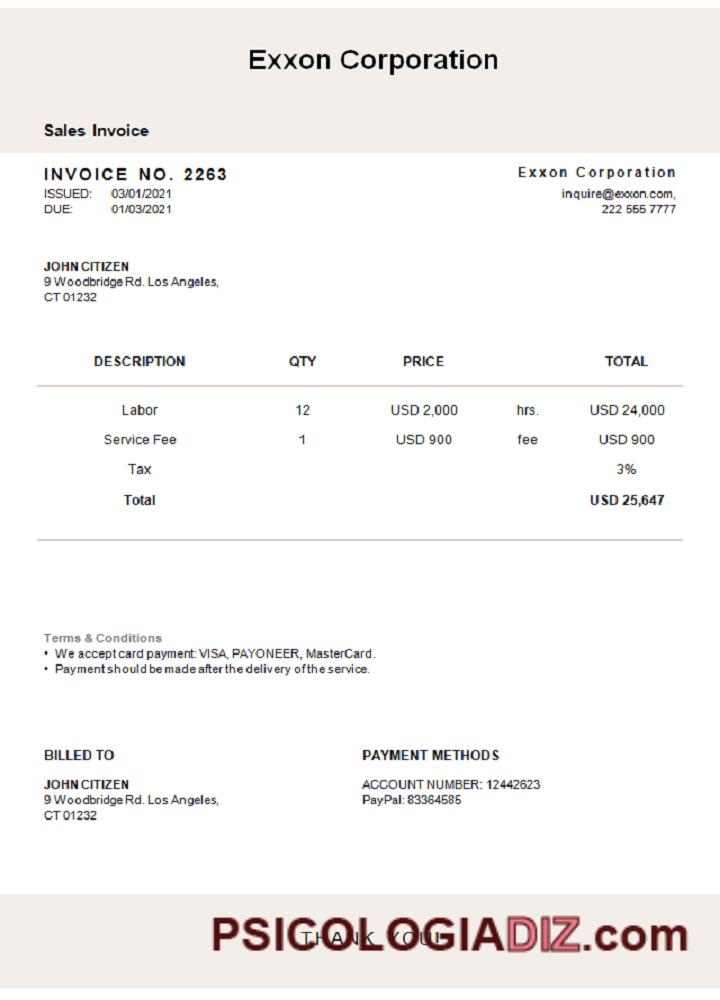 Exxon Corporation
Sales Invoice
INVOICE NO. 2263
ISSUED: 03/01/2021
DUE: 01/03/2021
Exxon Corporation
inquire@exxon.com,
222 555 7777
JOHN CITIZEN
9 Woodbridge Rd. Los Angeles,
CT 01232
DESCRIPTION QTY PRICE TOTAL
Labor 12 USD 2,000 hrs. USD 24,000
Service Fee 1 USD 900 fee USD 900
Tax 3%
Total USD 25,647
Terms & Conditions
• We accept card payment: VISA, PAYONEER, MasterCard.
• Payment should be made after the delivery of the service.
BILLED TO
JOHN CITIZEN
9 Woodbridge Rd. Los Angeles,
CT 01232
PAYMENT METHODS
ACCOUNT NUMBER: 12442623
PayPal: 83364585
THANK YOU!
PSICOLOGIADIZ.com